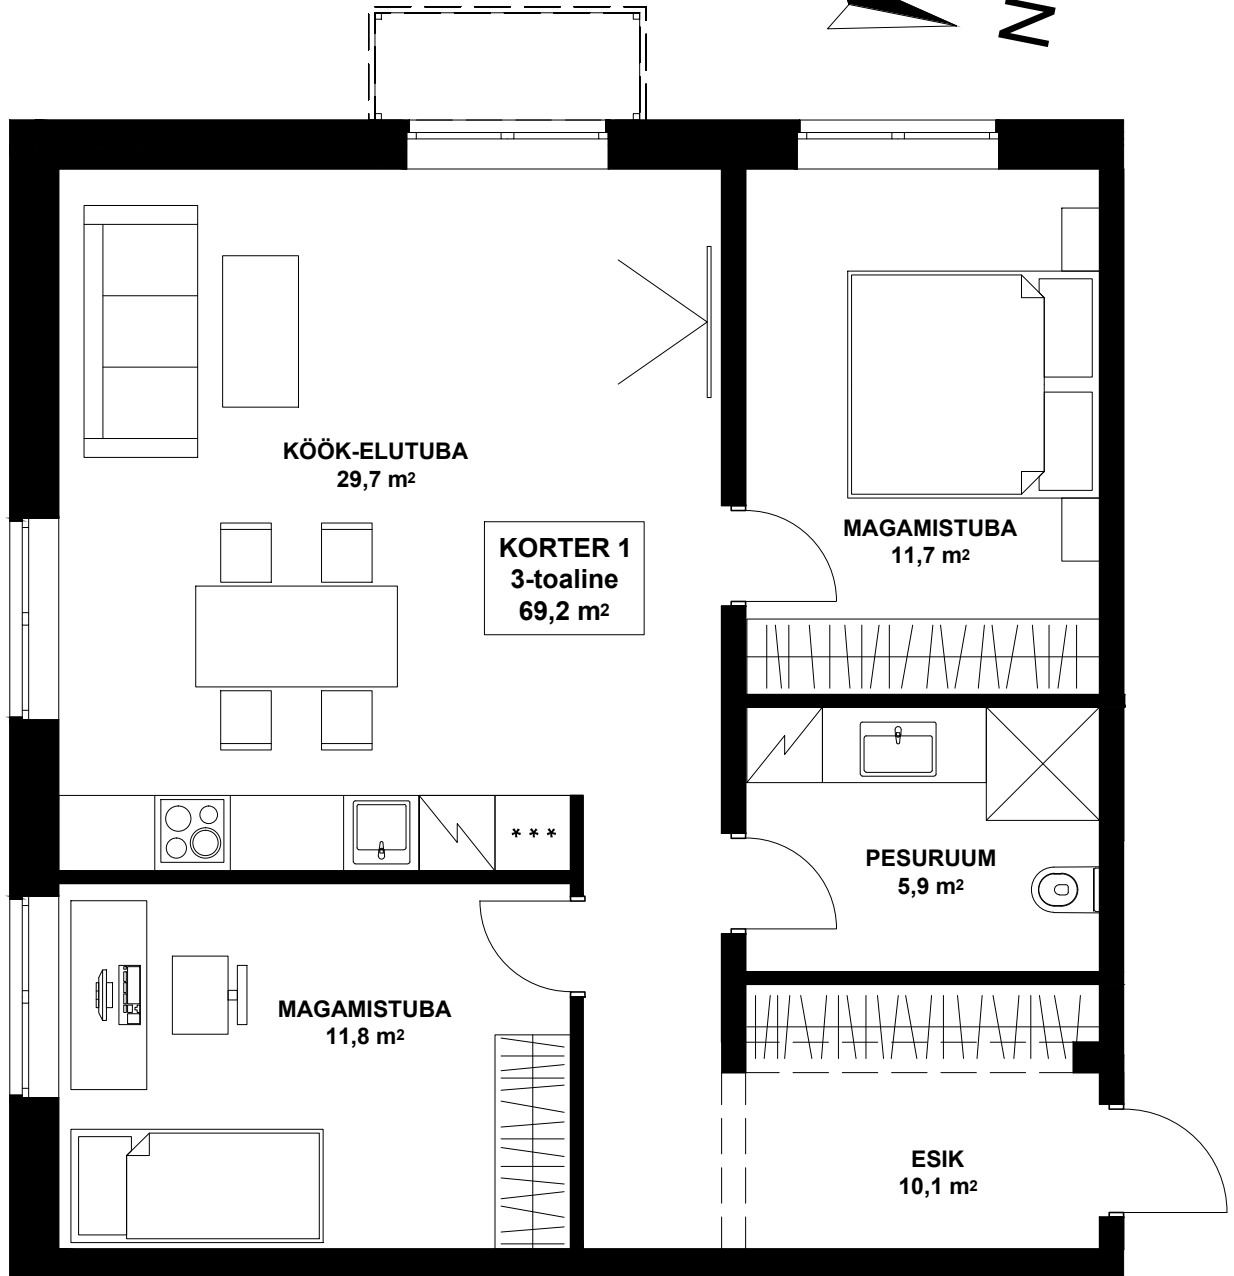 N
KÖÖK-ELUTUBA
29,7 m²
KORTER 1
3-toaline
69,2 m²
MAGAMISTUBA
11,7 m²
***
PESURUUM
5,9 m²
MAGAMISTUBA
11,8 m²
ESIK
10,1 m²